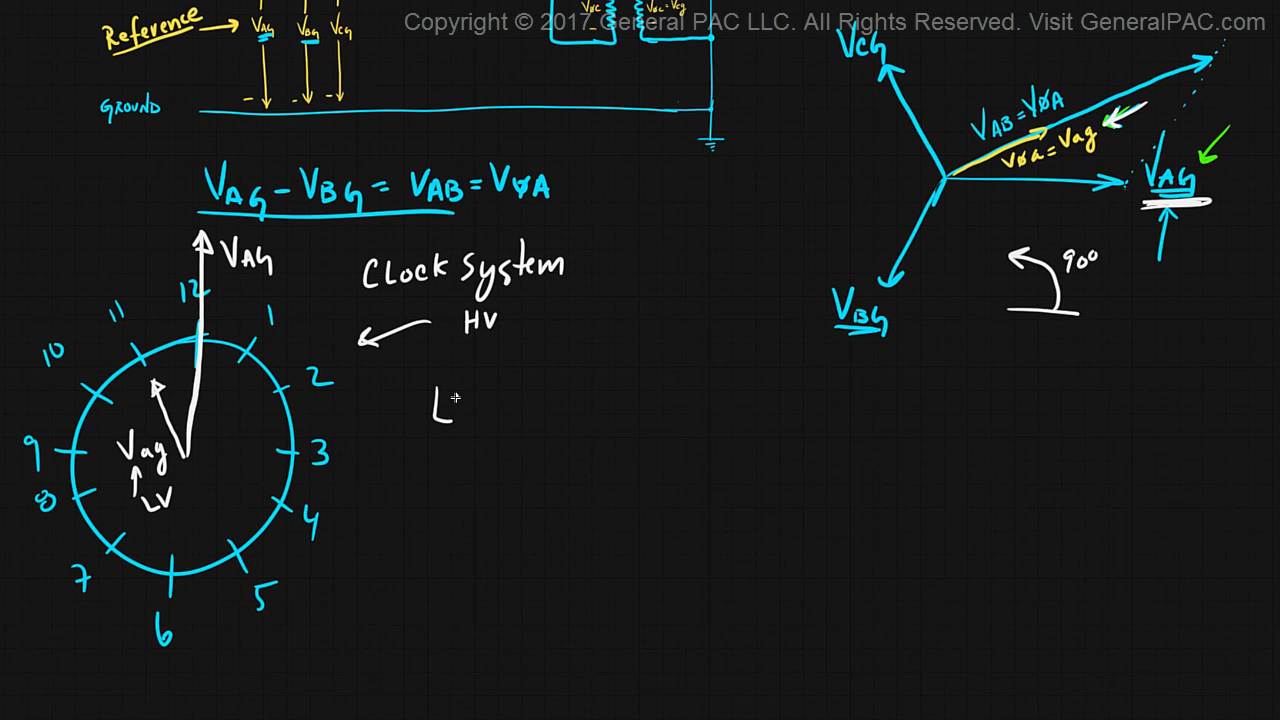 Copyright © 2017 General PAC LLC. All Rights Reserved. Visit GeneralPAC.com
Reference
VAG VBG VCG
- - -
VØC
-
VØC = Vcg
GROUND
VAG - VBG = VAB = VØA
VCG
VAB = VØA
VØa = Vag
VAG
VBG
90°
VAG
Clock System
HV
L
12
1
2
3
4
5
6
7
8
9
10
11
Vag
LV